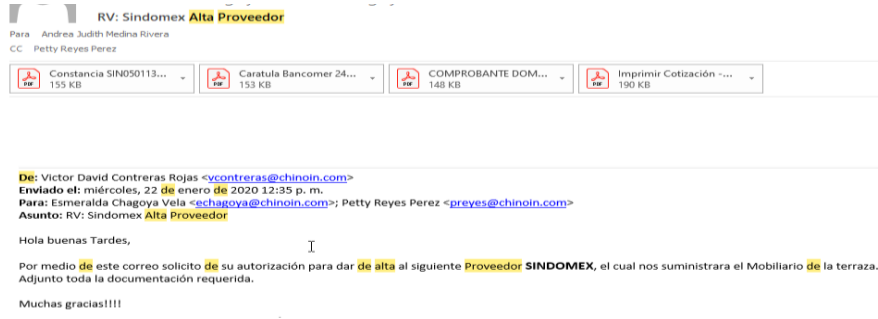 RV: Sindomex Alta Proveedor
Para Andrea Judith Medina Rivera
CC Petty Reyes Perez
Constancia SIN050113...
155 KB
Caratula Bancomer 24...
153 KB
COMPROBANTE DOM...
148 KB
Imprimir Cotización -...
190 KB
PDF
PDF
PDF
PDF
De: Victor David Contreras Rojas <vcontreras@chinoin.com>
Enviado el: miércoles, 22 de enero de 2020 12:35 p. m.
Para: Esmeralda Chagoya Vela <echagoya@chinoin.com>; Petty Reyes Perez <preyes@chinoin.com>
Asunto: RV: Sindomex Alta Proveedor
Hola buenas Tardes,
Por medio de este correo solicito de su autorización para dar de alta al siguiente Proveedor SINDOMEX, el cual nos suministrara el Mobiliario de la terraza.
Adjunto toda la documentación requerida.
Muchas gracias!!!!